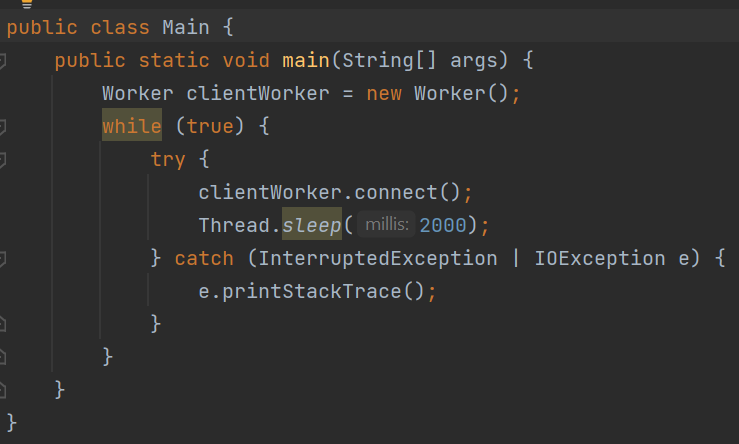 public class Main {
    public static void main(String[] args) {
        Worker clientWorker = new Worker();
        while (true) {
            try {
                clientWorker.connect();
                Thread.sleep( millis: 2000);
            } catch (InterruptedException | IOException e) {
                e.printStackTrace();
            }
        }
    }
}